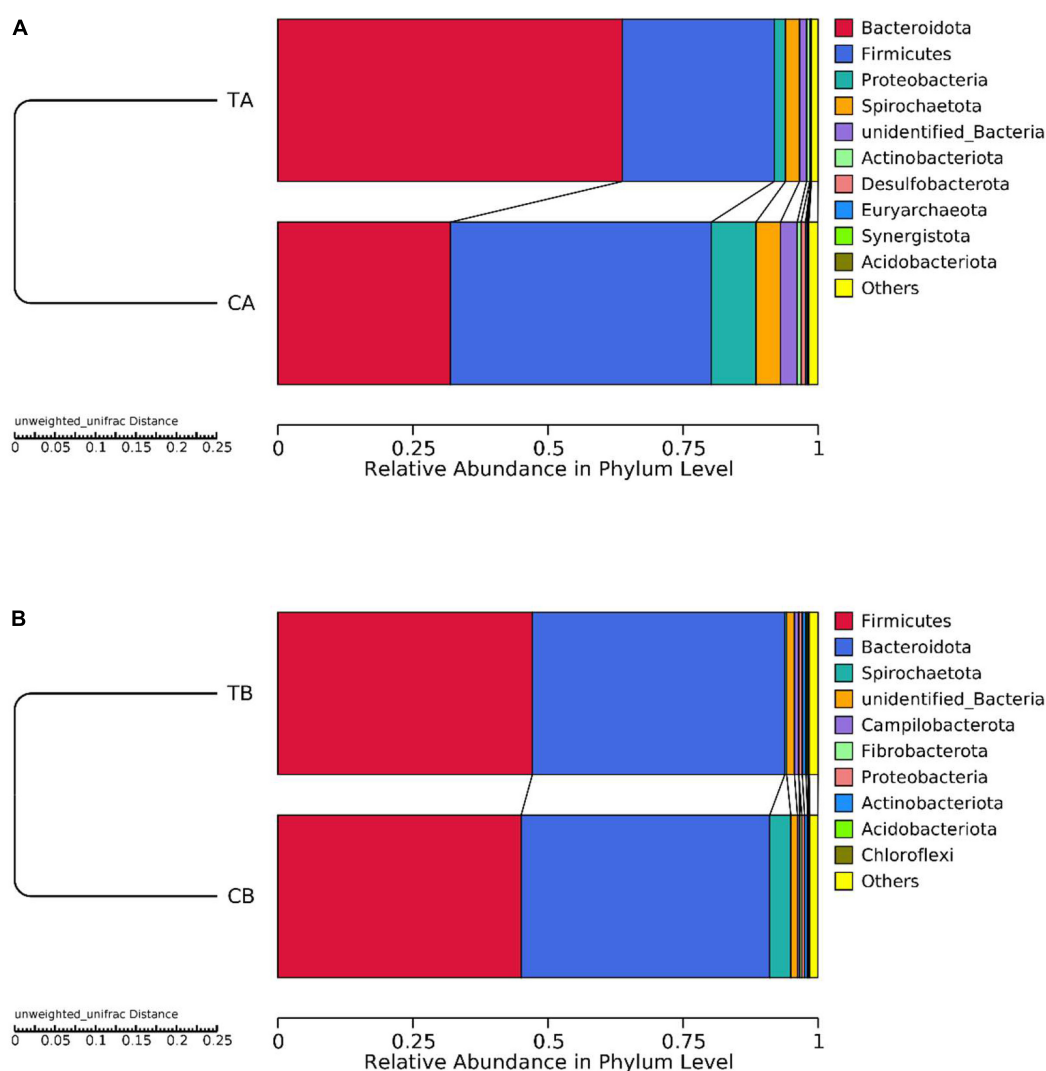 A
TA
CA
Bacteroidota
Firmicutes
Proteobacteria
Spirochaetota
unidentified_Bacteria
Actinobacteriota
Desulfobacterota
Euryarchaeota
Synergistota
Acidobacteriota
Others
unweighted_unifrac Distance
0 0.05 0.1 0.15 0.2 0.25
0 0.25 0.5 0.75 1
Relative Abundance in Phylum Level
B
TB
CB
Firmicutes
Bacteroidota
Spirochaetota
unidentified_Bacteria
Campilobacterota
Fibrobacterota
Proteobacteria
Actinobacteriota
Acidobacteriota
Chloroflexi
Others
unweighted_unifrac Distance
0 0.05 0.1 0.15 0.2 0.25
0 0.25 0.5 0.75 1
Relative Abundance in Phylum Level